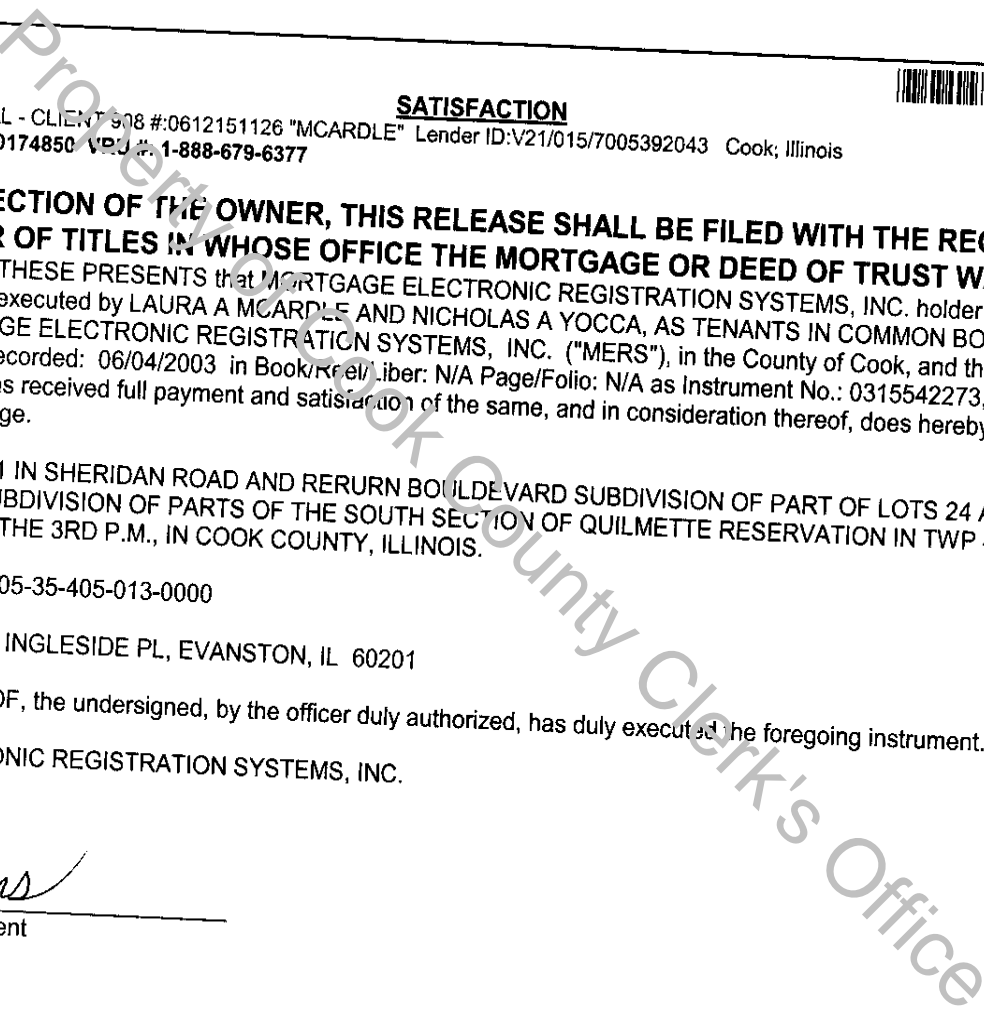 SATISFACTION
L - CLIENT 908 #:0612151126 "MCARDLE" Lender ID:V21/015/7005392043 Cook; Illinois
0174850 VRU #: 1-888-679-6377
ECTION OF THE OWNER, THIS RELEASE SHALL BE FILED WITH THE REC
R OF TITLES IN WHOSE OFFICE THE MORTGAGE OR DEED OF TRUST WA
THESE PRESENTS that MORTGAGE ELECTRONIC REGISTRATION SYSTEMS, INC. holder
executed by LAURA A MCARDLE AND NICHOLAS A YOCCA, AS TENANTS IN COMMON BO
GE ELECTRONIC REGISTRATION SYSTEMS, INC. ("MERS"), in the County of Cook, and th
ecorded: 06/04/2003 in Book/Reel/Liber: N/A Page/Folio: N/A as Instrument No.: 0315542273,
s received full payment and satisfaction of the same, and in consideration thereof, does hereby
ge.
1 IN SHERIDAN ROAD AND RERURN BOULDEVARD SUBDIVISION OF PART OF LOTS 24 A
UBDIVISION OF PARTS OF THE SOUTH SECTION OF QUILMETTE RESERVATION IN TWP
THE 3RD P.M., IN COOK COUNTY, ILLINOIS.
05-35-405-013-0000
INGLESIDE PL, EVANSTON, IL 60201
OF, the undersigned, by the officer duly authorized, has duly executed the foregoing instrument.
ONIC REGISTRATION SYSTEMS, INC.
ent
Property of Cook County Clerk's Office